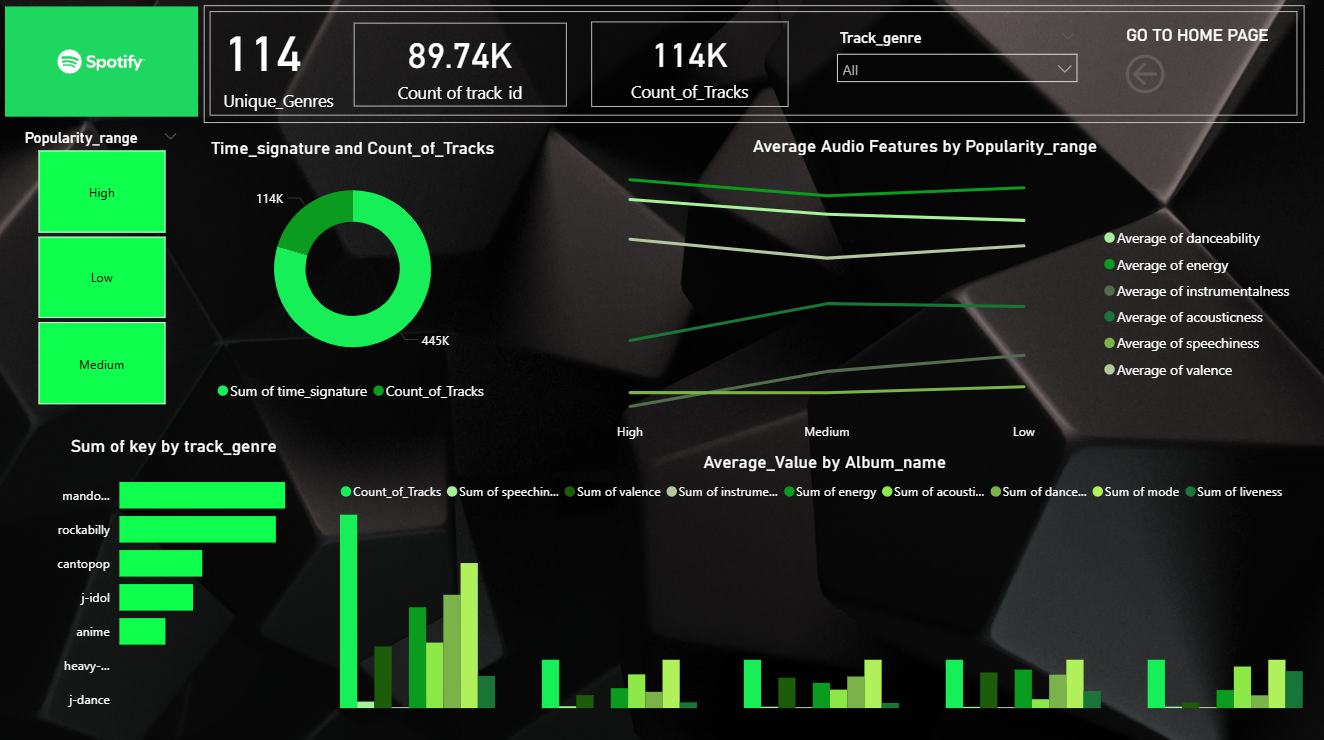 Spotify
114
Unique_Genres
89.74K
Count of track_id
114K
Count_of_Tracks
Track_genre
All
GO TO HOME PAGE
Popularity_range
High
Low
Medium
Time_signature and Count_of_Tracks
114K
445K
Sum of time_signature
Count_of_Tracks
Average Audio Features by Popularity_range
High
Medium
Low
Average of danceability
Average of energy
Average of instrumentalness
Average of acousticness
Average of speechiness
Average of valence
Sum of key by track_genre
mando...
rockabilly
cantopop
j-idol
anime
heavy-...
j-dance
Average_Value by Album_name
Count_of_Tracks Sum of speechin... Sum of valence Sum of instrume... Sum of energy Sum of acousti... Sum of dance... Sum of mode Sum of liveness